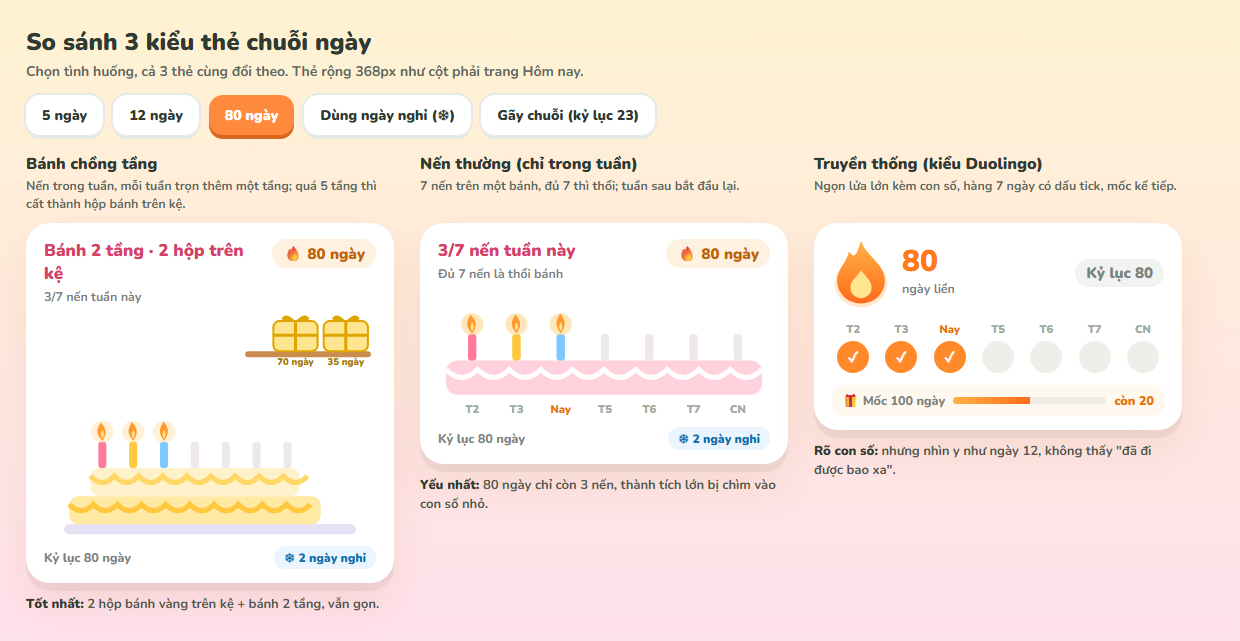 So sánh 3 kiểu thẻ chuỗi ngày
Chọn tình huống, cả 3 thẻ cùng đổi theo. Thẻ rộng 368px như cột phải trang Hôm nay.
5 ngày
12 ngày
80 ngày
Dùng ngày nghỉ (❄)
Gãy chuỗi (kỷ lục 23)
Bánh chồng tầng
Nến trong tuần, mỗi tuần trọn thêm một tầng; quá 5 tầng thì
cất thành hộp bánh trên kệ.
Bánh 2 tầng · 2 hộp trên
kệ
🔥 80 ngày
3/7 nến tuần này
70 ngày
35 ngày
Kỷ lục 80 ngày
❄ 2 ngày nghỉ
Tốt nhất: 2 hộp bánh vàng trên kệ + bánh 2 tầng, vẫn gọn.
Nến thường (chỉ trong tuần)
7 nến trên một bánh, đủ 7 thì thổi; tuần sau bắt đầu lại.
3/7 nến tuần này
🔥 80 ngày
Đủ 7 nến là thổi bánh
T2 T3 Nay T5 T6 T7 CN
Kỷ lục 80 ngày
❄ 2 ngày nghỉ
Yếu nhất: 80 ngày chỉ còn 3 nến, thành tích lớn bị chìm vào
con số nhỏ.
Truyền thống (kiểu Duolingo)
Ngọn lửa lớn kèm con số, hàng 7 ngày có dấu tick, mốc kế tiếp.
80
ngày liền
Kỷ lục 80
T2 T3 Nay T5 T6 T7 CN
✓ ✓ ✓
🎁 Mốc 100 ngày
còn 20
Rõ con số: nhưng nhìn y như ngày 12, không thấy "đã đi
được bao xa".